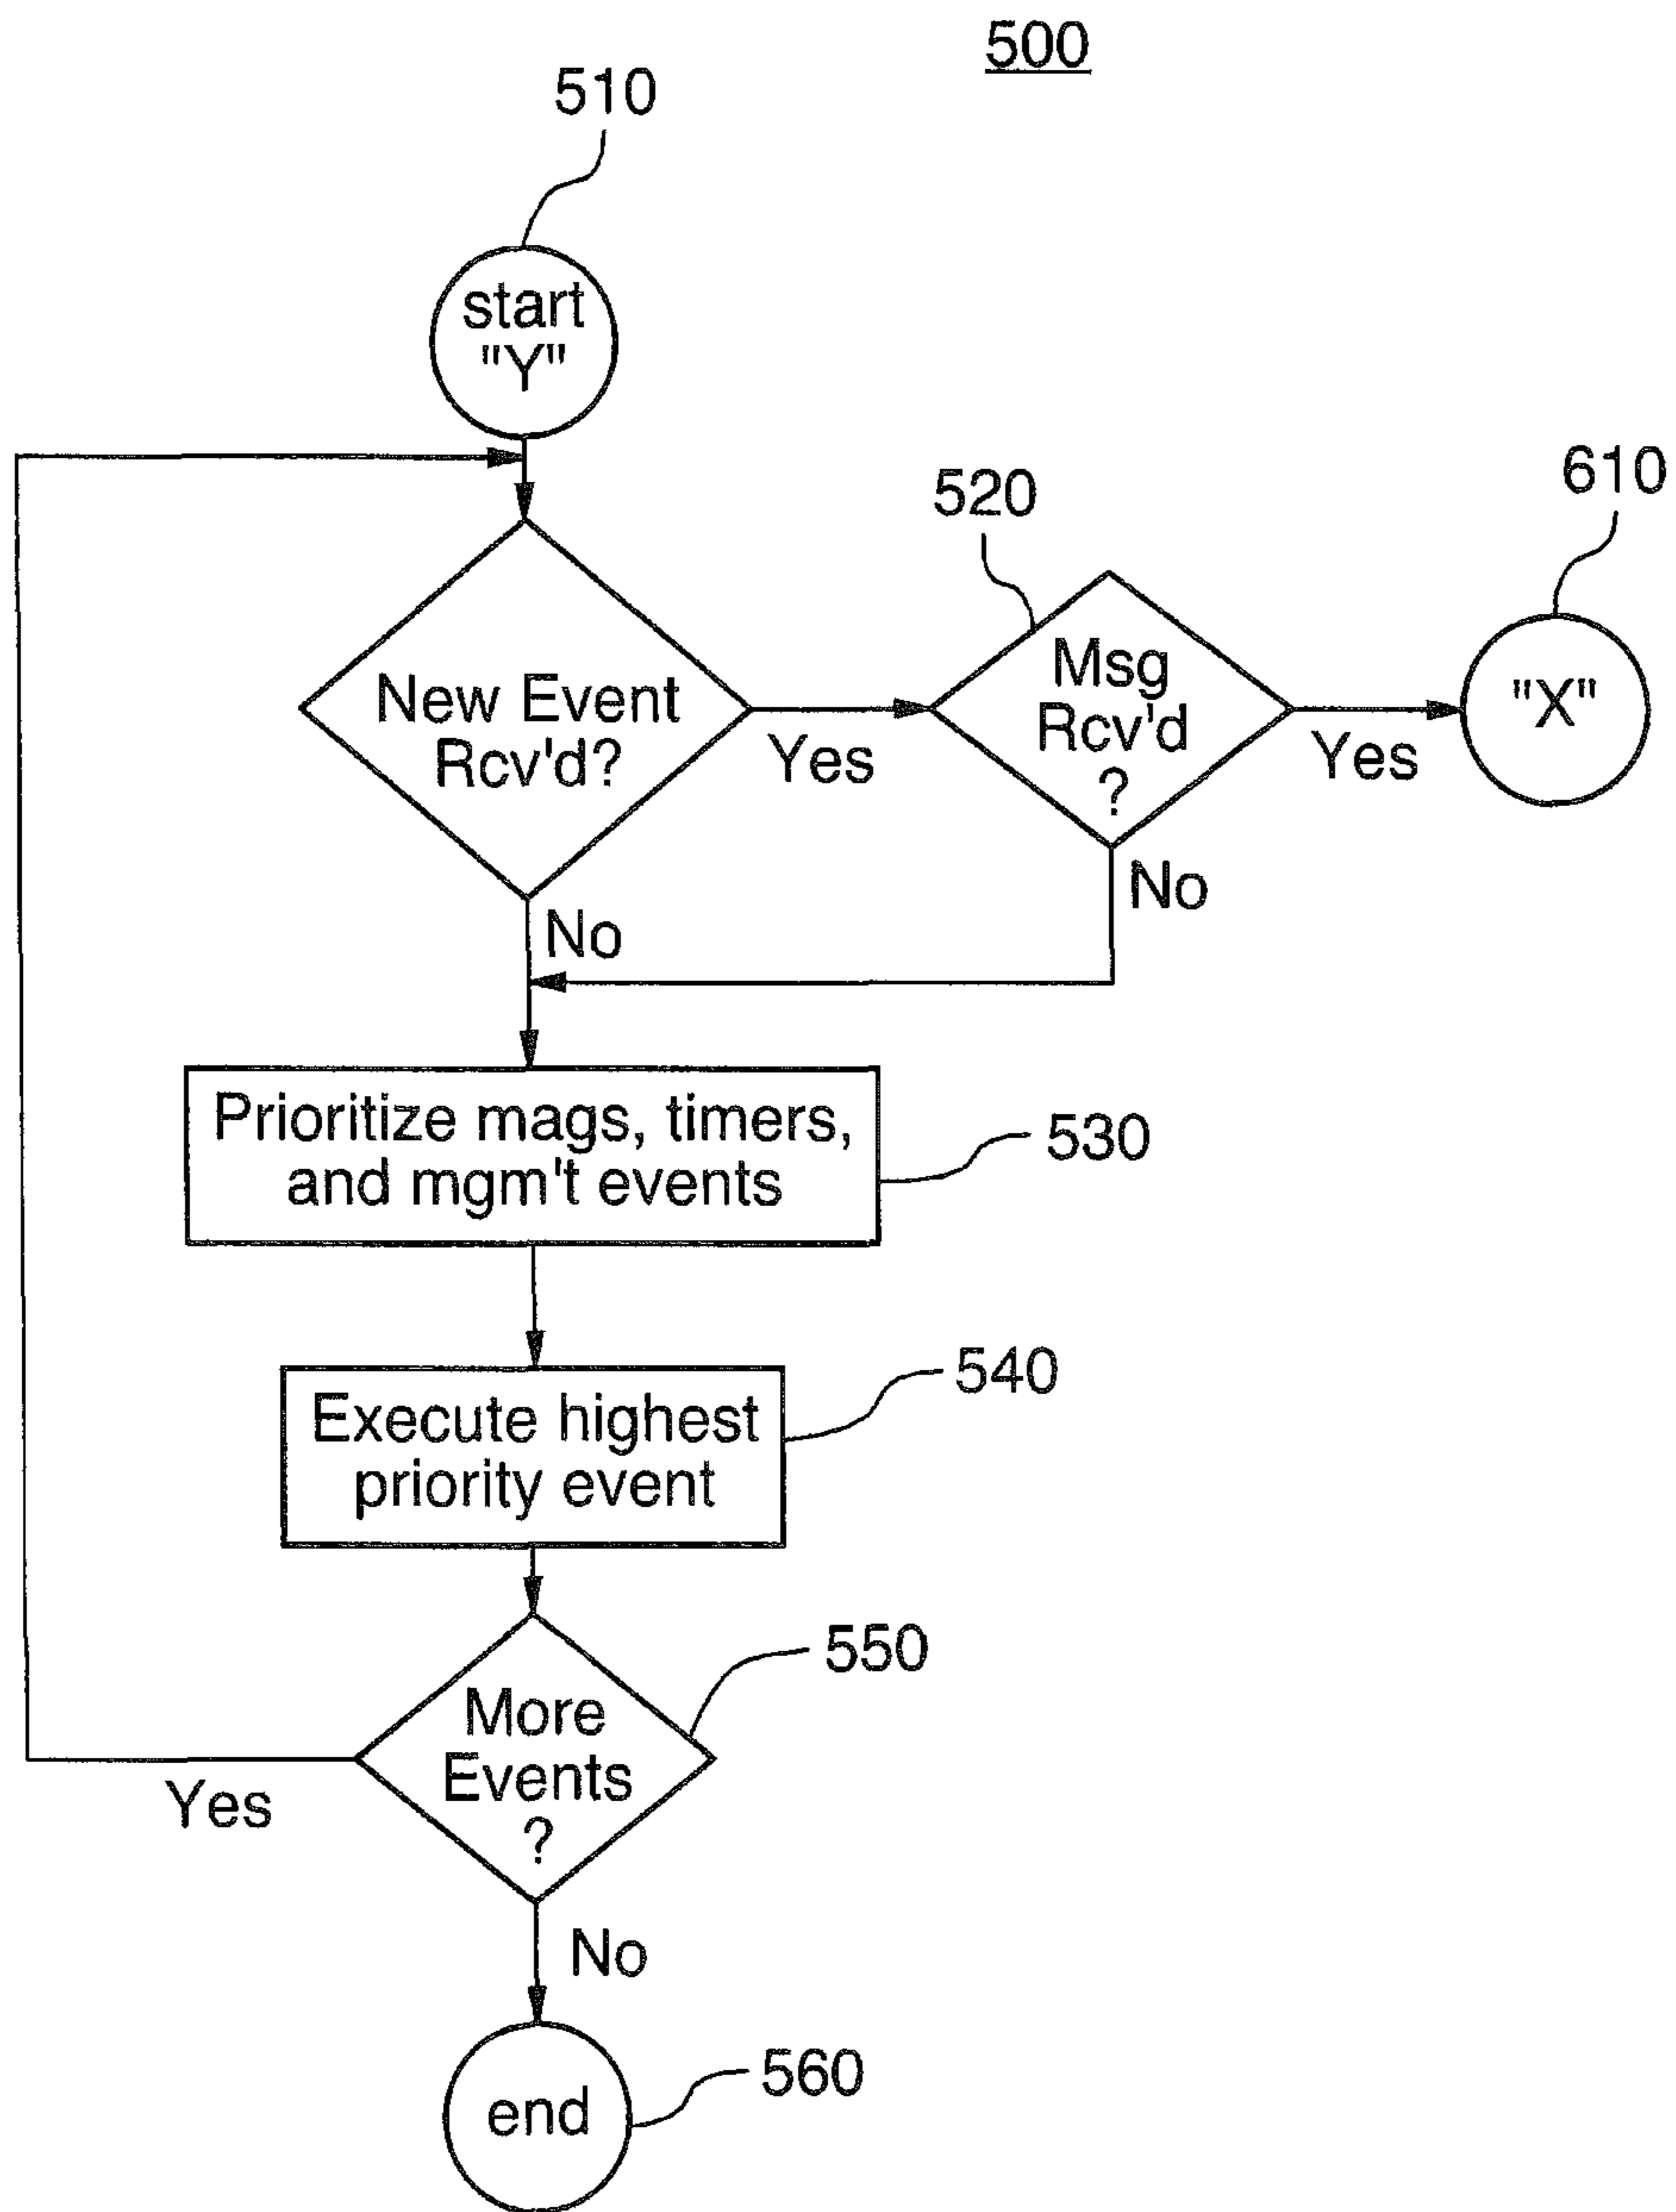 500
510
start
"Y"
520
610
New Event
Rcv'd?
Yes
Msg
Rcv'd
?
Yes
"X"
No
No
Prioritize mags, timers,
and mgm't events
530
Execute highest
priority event
540
550
More
Events
?
Yes
No
end
560